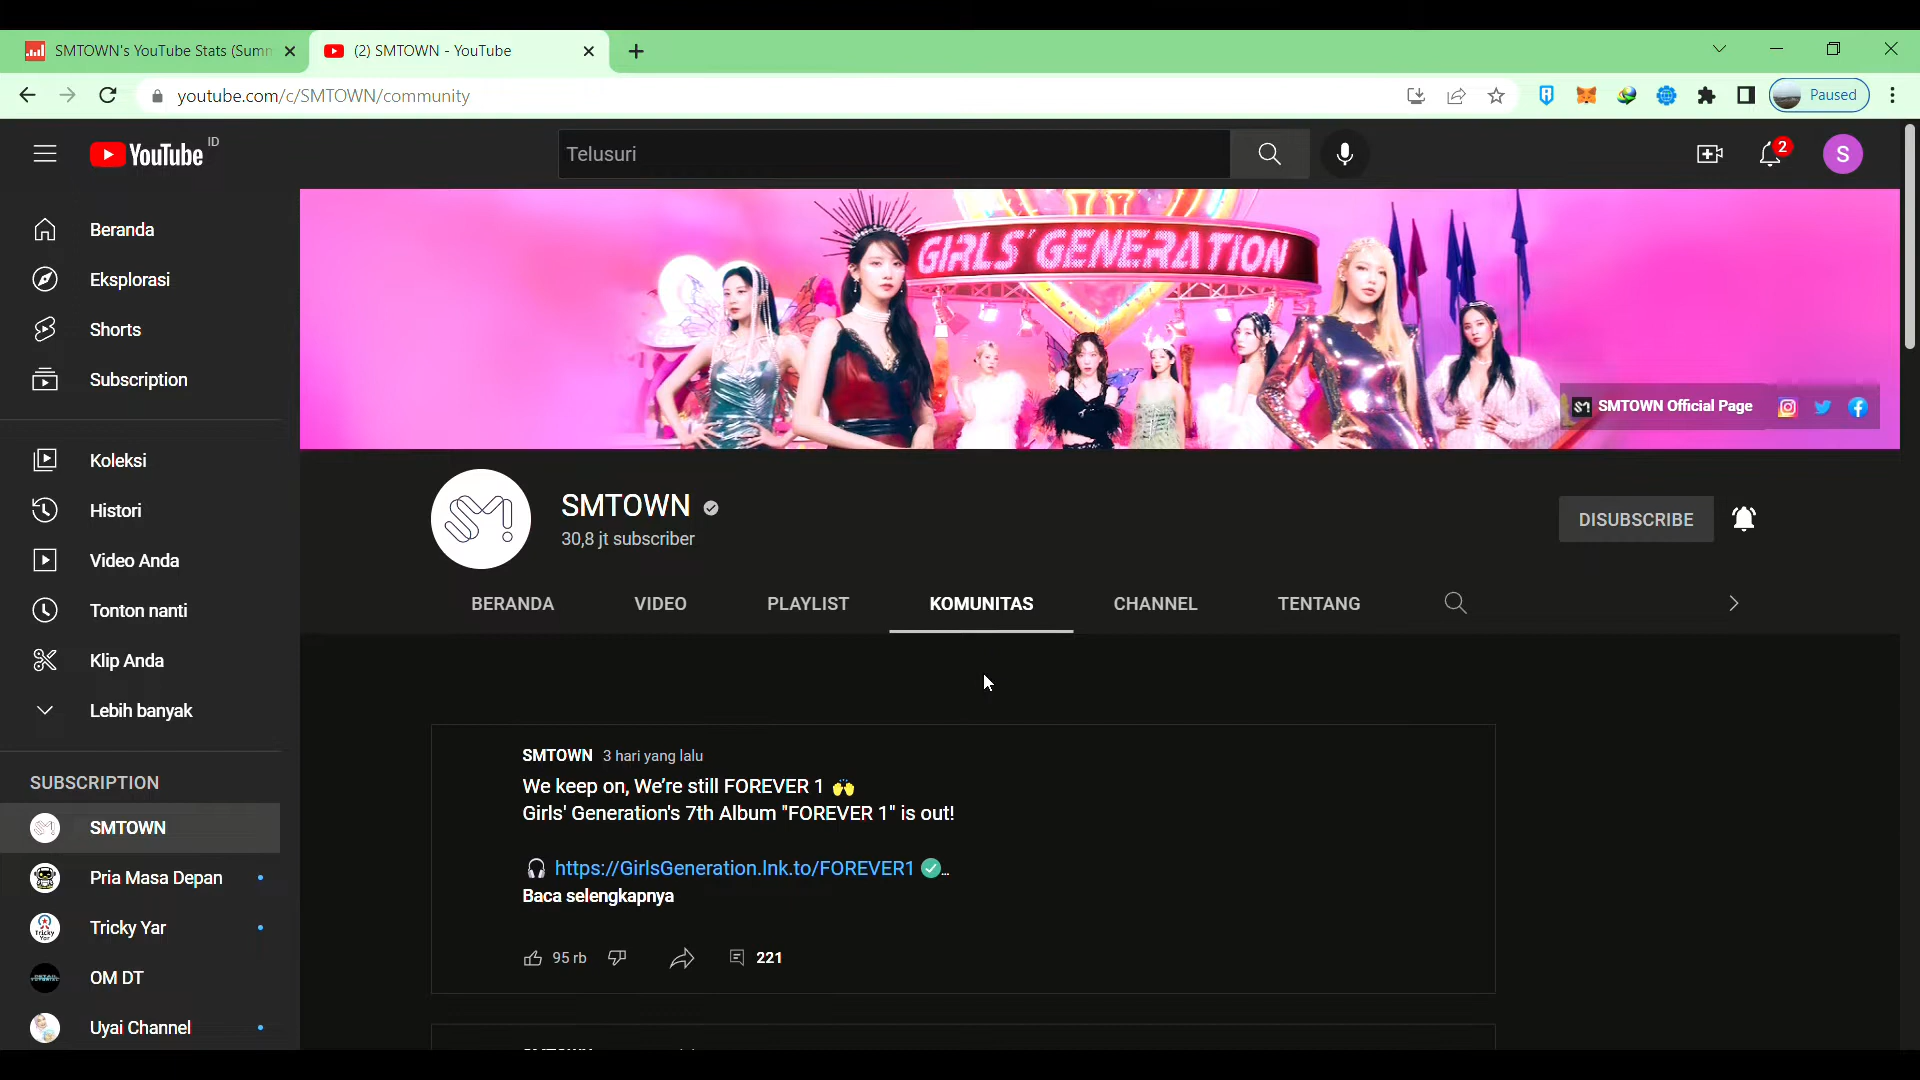 SMTOWN's YouTube Stats (Summ
(2) SMTOWN - YouTube
youtube.com/c/SMTOWN/community
Paused
YouTube ID
Telusuri
2
S
Beranda
Eksplorasi
Shorts
Subscription
Koleksi
Histori
Video Anda
Tonton nanti
Klip Anda
Lebih banyak
SUBSCRIPTION
SMTOWN
Pria Masa Depan
Tricky Yar
OM DT
Uyai Channel
GIRLS' GENERATION
SMTOWN Official Page
SMTOWN
30,8 jt subscriber
DISUBSCRIBE
BERANDA
VIDEO
PLAYLIST
KOMUNITAS
CHANNEL
TENTANG
SMTOWN 3 hari yang lalu
We keep on, We’re still FOREVER 1 🙌
Girls' Generation's 7th Album "FOREVER 1" is out!
🎧 https://GirlsGeneration.lnk.to/FOREVER1 ✅...
Baca selengkapnya
95 rb
221